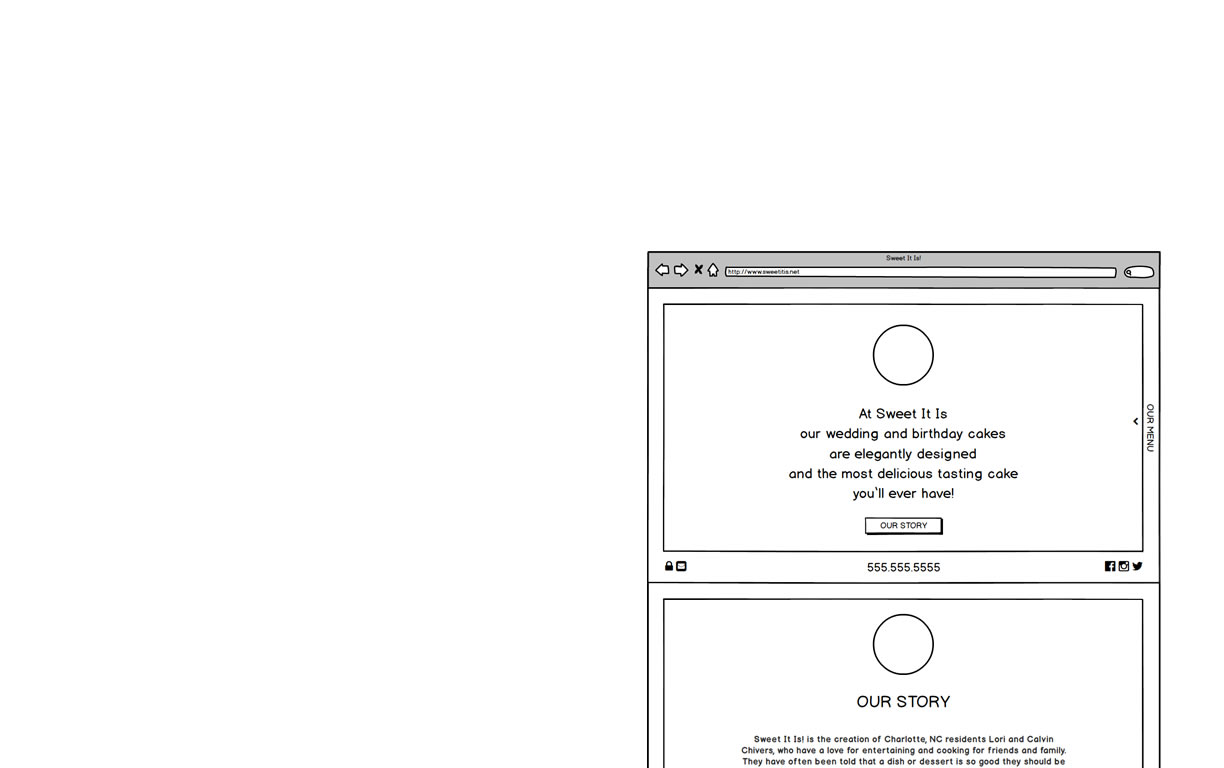 Sweet It Is!
http://www.sweetitis.net
At Sweet It Is
our wedding and birthday cakes
are elegantly designed
and the most delicious tasting cake
you'll ever have!
OUR STORY
OUR MENU
555.555.5555
OUR STORY
Sweet It Is! is the creation of Charlotte, NC residents Lori and Calvin
Chivers, who have a love for entertaining and cooking for friends and family.
They have often been told that a dish or dessert is so good they should be